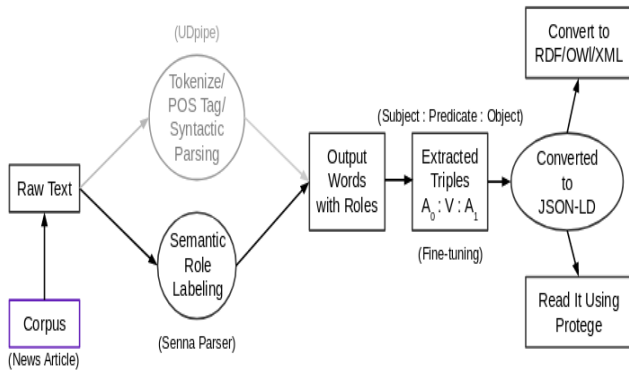 (UDpipe)
Tokenize/
POS Tag/
Syntactic
Parsing
Raw Text
Corpus
(News Article)
Semantic
Role
Labeling
(Senna Parser)
Output
Words
with Roles
(Subject : Predicate : Object)
Extracted
Triples
A₀ : V : A₁
(Fine-tuning)
Converted
to
JSON-LD
Convert to
RDF/OWl/XML
Read It Using
Protege